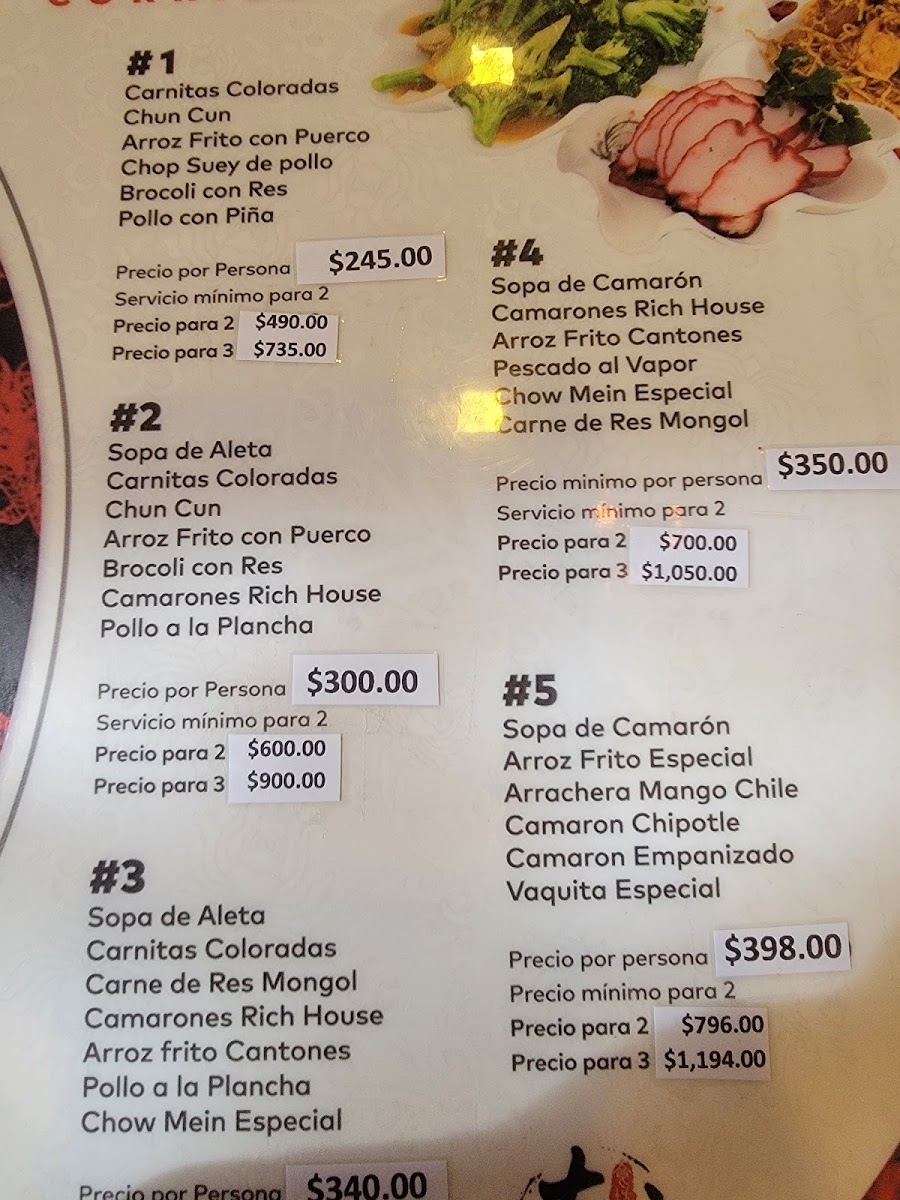 #1
Carnitas Coloradas
Chun Cun
Arroz Frito con Puerco
Chop Suey de pollo
Brocoli con Res
Pollo con Piña
Precio por Persona $245.00
Servicio mínimo para 2
Precio para 2 $490.00
Precio para 3 $735.00
#2
Sopa de Aleta
Carnitas Coloradas
Chun Cun
Arroz Frito con Puerco
Brocoli con Res
Camarones Rich House
Pollo a la Plancha
Precio por Persona $300.00
Servicio mínimo para 2
Precio para 2 $600.00
Precio para 3 $900.00
#3
Sopa de Aleta
Carnitas Coloradas
Carne de Res Mongol
Camarones Rich House
Arroz frito Cantones
Pollo a la Plancha
Chow Mein Especial
Precio por Persona $340.00
#4
Sopa de Camarón
Camarones Rich House
Arroz Frito Cantones
Pescado al Vapor
Chow Mein Especial
Carne de Res Mongol
Precio minimo por persona $350.00
Servicio mínimo para 2
Precio para 2 $700.00
Precio para 3 $1,050.00
#5
Sopa de Camarón
Arroz Frito Especial
Arrachera Mango Chile
Camaron Chipotle
Camaron Empanizado
Vaquita Especial
Precio por persona $398.00
Precio mínimo para 2
Precio para 2 $796.00
Precio para 3 $1,194.00